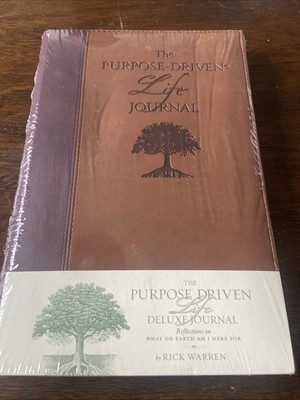 The
PURPOSE-DRIVEN®
Life
JOURNAL
THE
PURPOSE DRIVEN
Life
DELUXE JOURNAL
Reflections on
WHAT ON EARTH AM I HERE FOR
by RICK WARREN